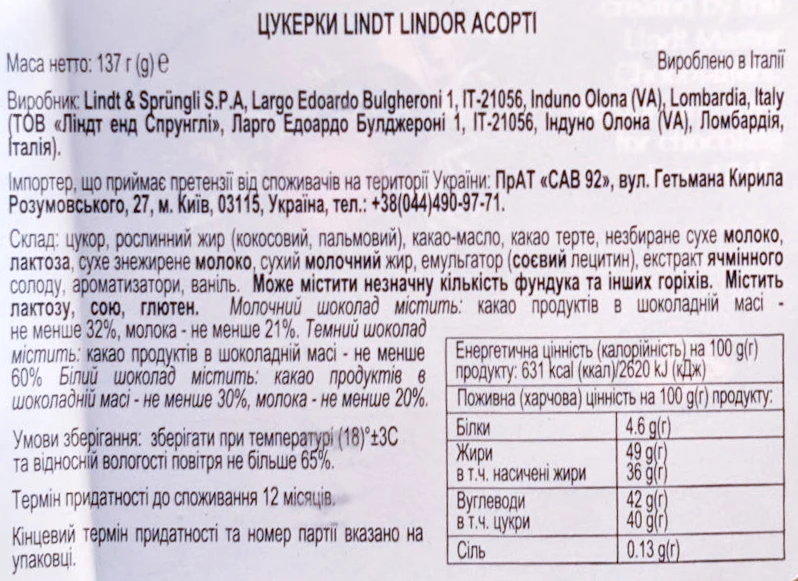 ЦУКЕРКИ LINDT LINDOR АСОРТІ
Маса нетто: 137 г (g) ℮
Вироблено в Італії
Виробник: Lindt & Sprüngli S.P.A, Largo Edoardo Bulgheroni 1, IT-21056, Induno Olona (VA), Lombardia, Italy
(ТОВ «Ліндт енд Спрунглі», Ларго Едоардо Булджероні 1, IT-21056, Індуно Олона (VA), Ломбардія,
Італія).
Імпортер, що приймає претензії від споживачів на території України: ПрАТ «САВ 92», вул. Гетьмана Кирила
Розумовського, 27, м. Київ, 03115, Україна, тел.: +38(044)490-97-71.
Склад: цукор, рослинний жир (кокосовий, пальмовий), какао-масло, какао терте, незбиране сухе молоко,
лактоза, сухе знежирене молоко, сухий молочний жир, емульгатор (соєвий лецитин), екстракт ячмінного
солоду, ароматизатори, ваніль. Може містити незначну кількість фундука та інших горіхів. Містить
лактозу, сою, глютен. Молочний шоколад містить: какао продуктів в шоколадній масі -
не менше 32%, молока - не менше 21%. Темний шоколад
містить: какао продуктів в шоколадній масі - не менше
60% Білий шоколад містить: какао продуктів в
шоколадній масі - не менше 30%, молока - не менше 20%.
Умови зберігання: зберігати при температурі (18)°±3С
та відносній вологості повітря не більше 65%.
Термін придатності до споживання 12 місяців.
Кінцевий термін придатності та номер партії вказано на
упаковці.
Енергетична цінність (калорійність) на 100 g(г)
продукту: 631 kcal (ккал)/2620 kJ (кДж)
Поживна (харчова) цінність на 100 g(г) продукту:
Білки 4.6 g(г)
Жири 49 g(г)
в т.ч. насичені жири 36 g(г)
Вуглеводи 42 g(г)
в т.ч. цукри 40 g(г)
Сіль 0.13 g(г)